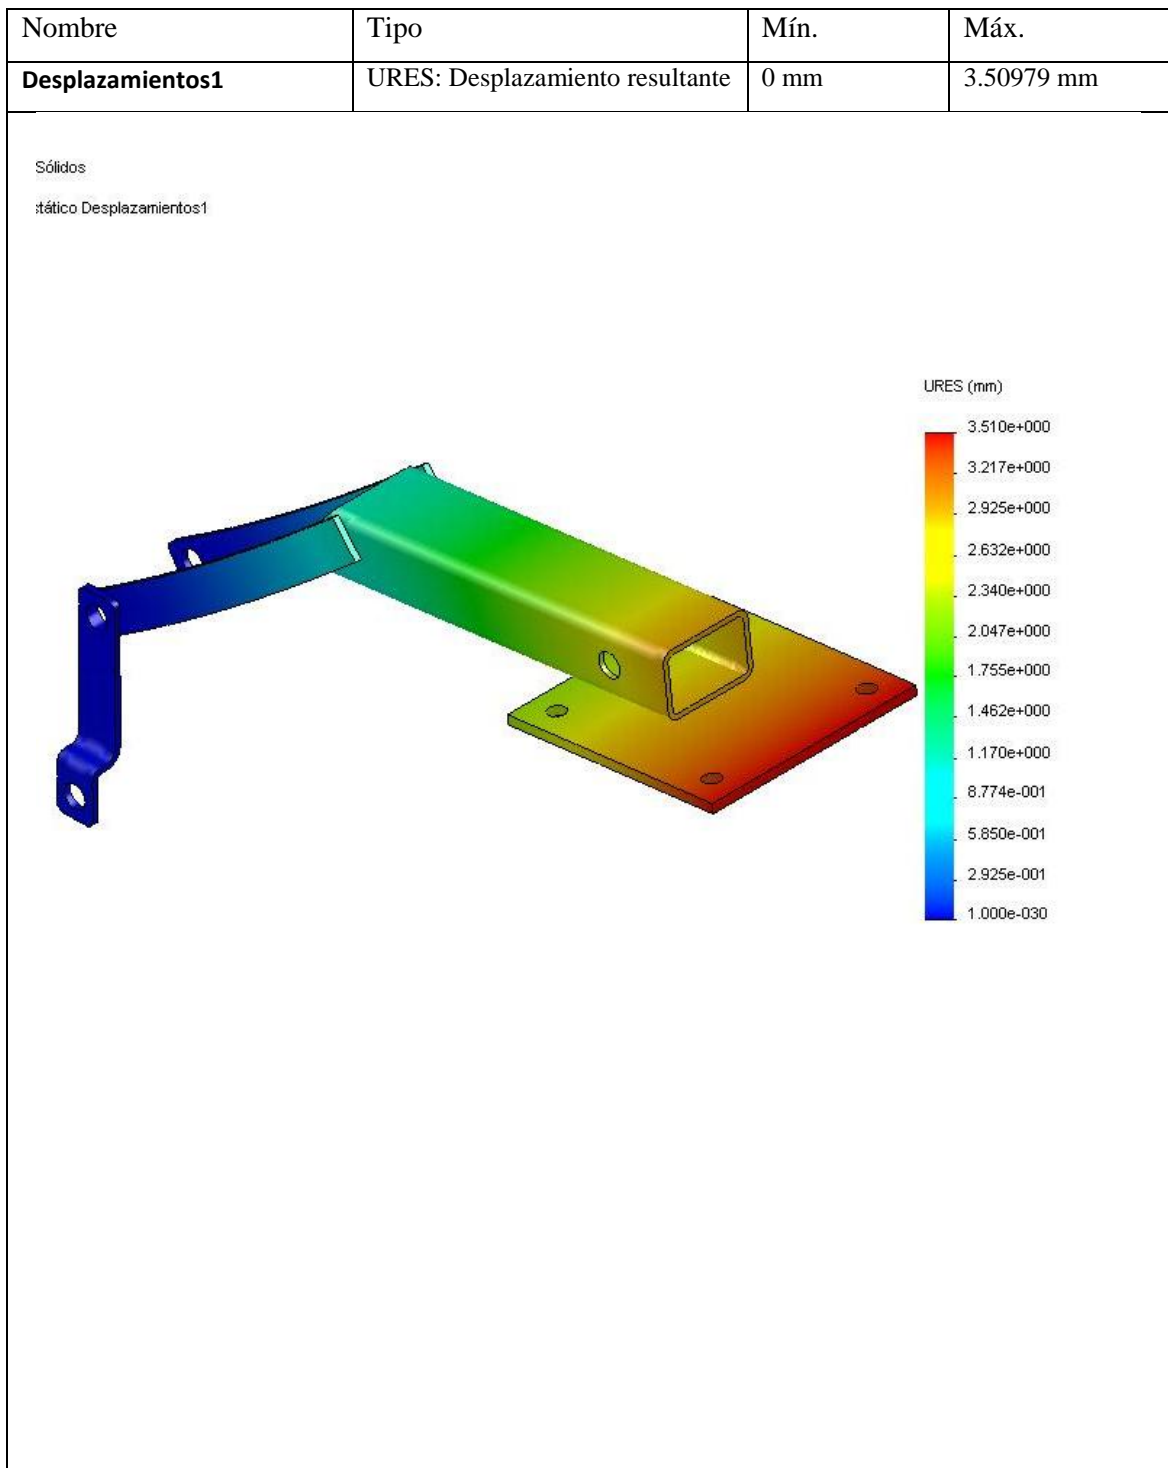 Nombre Tipo Mín. Máx.
Desplazamientos1 URES: Desplazamiento resultante 0 mm 3.50979 mm
Sólidos
stático Desplazamientos1
URES (mm)
3.510e+000
3.217e+000
2.925e+000
2.632e+000
2.340e+000
2.047e+000
1.755e+000
1.462e+000
1.170e+000
8.774e-001
5.850e-001
2.925e-001
1.000e-030